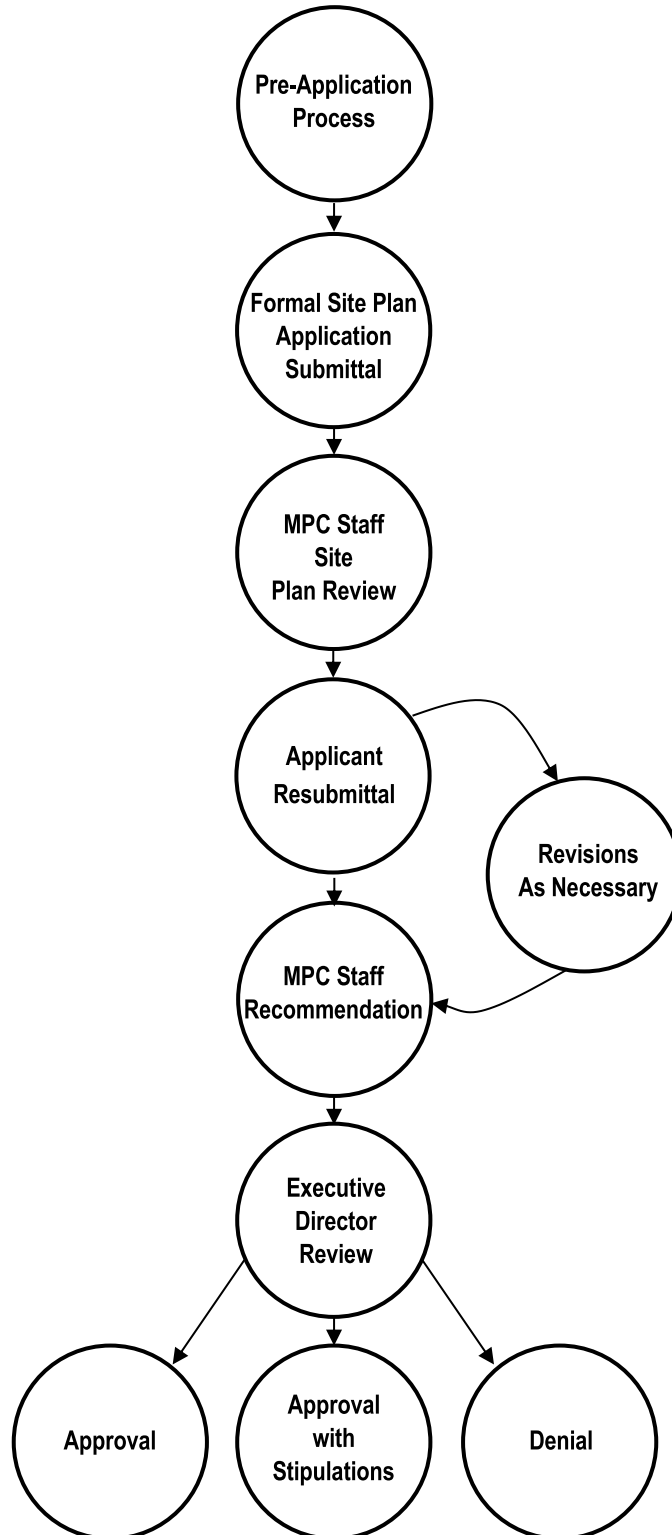 Pre-Application
Process
Formal Site Plan
Application
Submittal
MPC Staff
Site
Plan Review
Applicant
Resubmittal
Revisions
As Necessary
MPC Staff
Recommendation
Executive
Director
Review
Approval
Approval
with
Stipulations
Denial